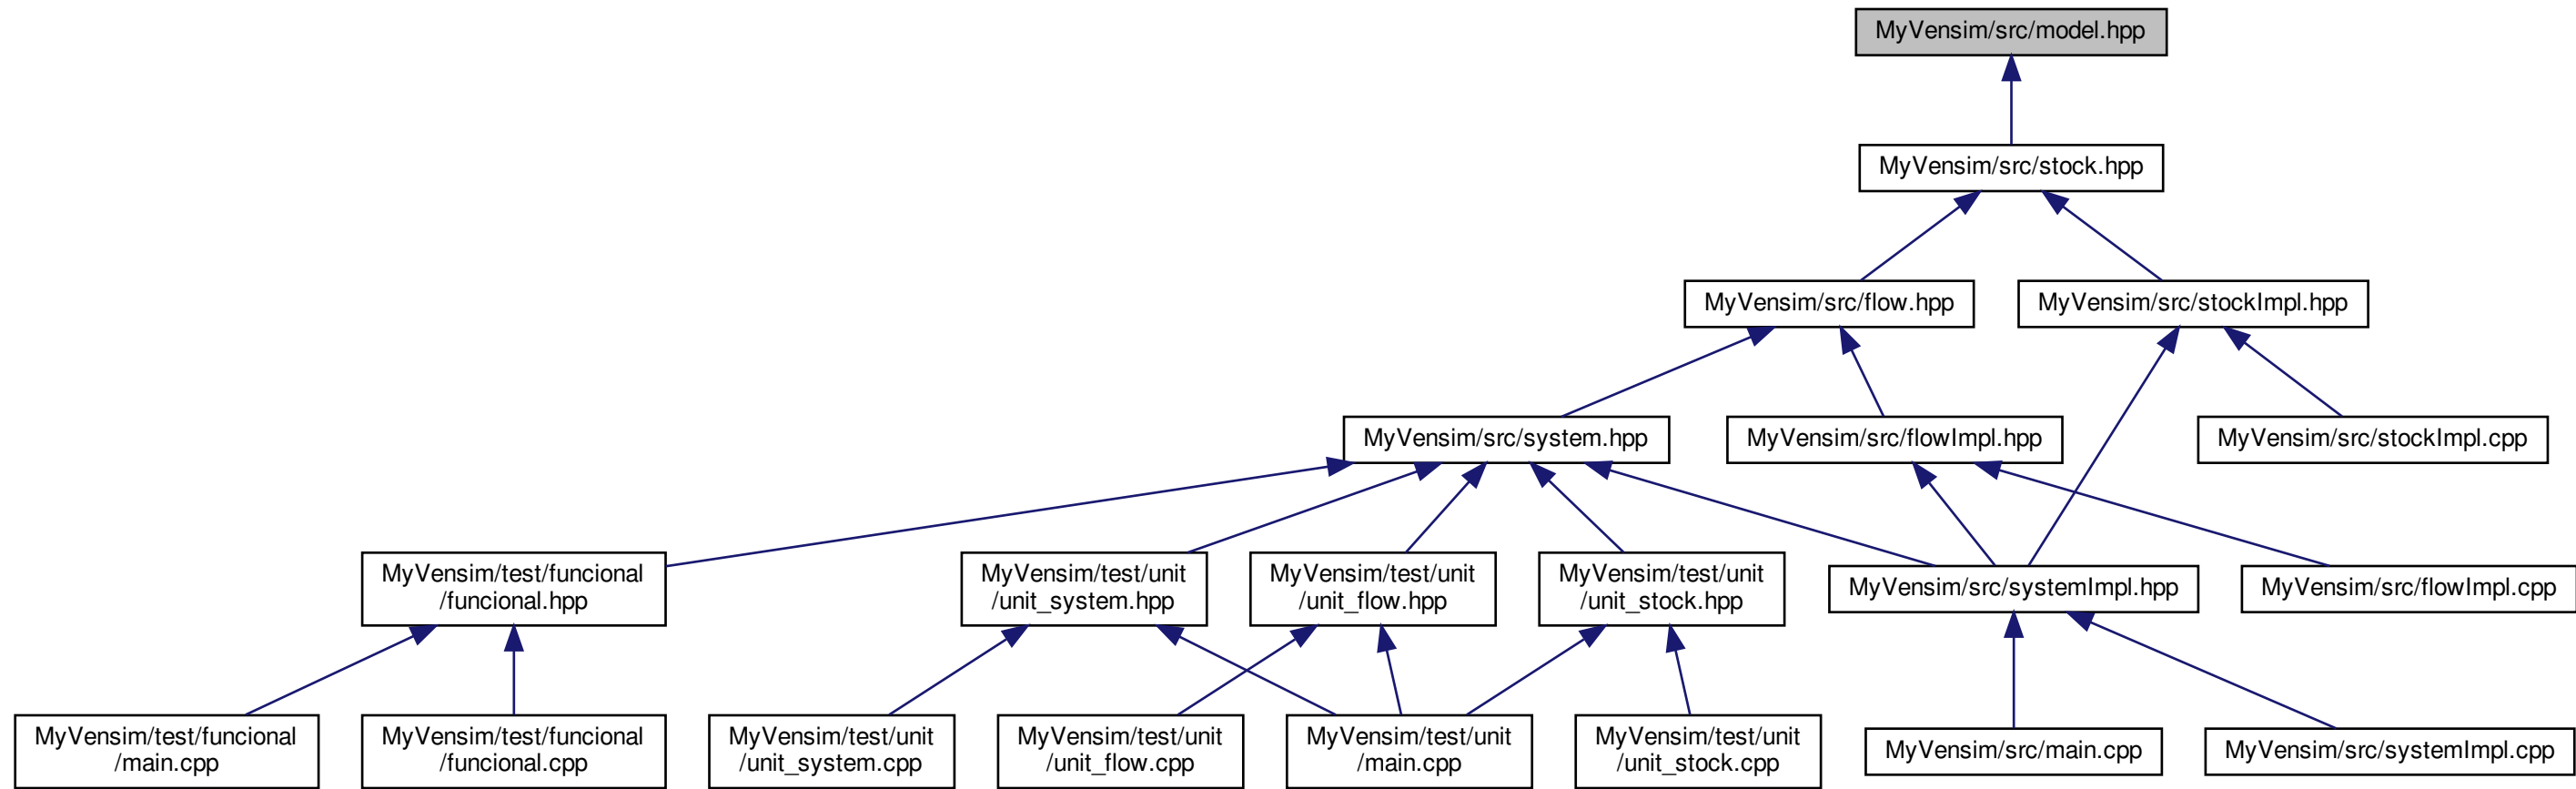 MyVensim/src/model.hpp
MyVensim/src/stock.hpp
MyVensim/src/flow.hpp
MyVensim/src/stockImpl.hpp
MyVensim/src/system.hpp
MyVensim/src/flowImpl.hpp
MyVensim/src/stockImpl.cpp
MyVensim/test/funcional
/funcional.hpp
MyVensim/test/unit
/unit_system.hpp
MyVensim/test/unit
/unit_flow.hpp
MyVensim/test/unit
/unit_stock.hpp
MyVensim/src/systemImpl.hpp
MyVensim/src/flowImpl.cpp
MyVensim/test/funcional
/main.cpp
MyVensim/test/funcional
/funcional.cpp
MyVensim/test/unit
/unit_system.cpp
MyVensim/test/unit
/unit_flow.cpp
MyVensim/test/unit
/main.cpp
MyVensim/test/unit
/unit_stock.cpp
MyVensim/src/main.cpp
MyVensim/src/systemImpl.cpp